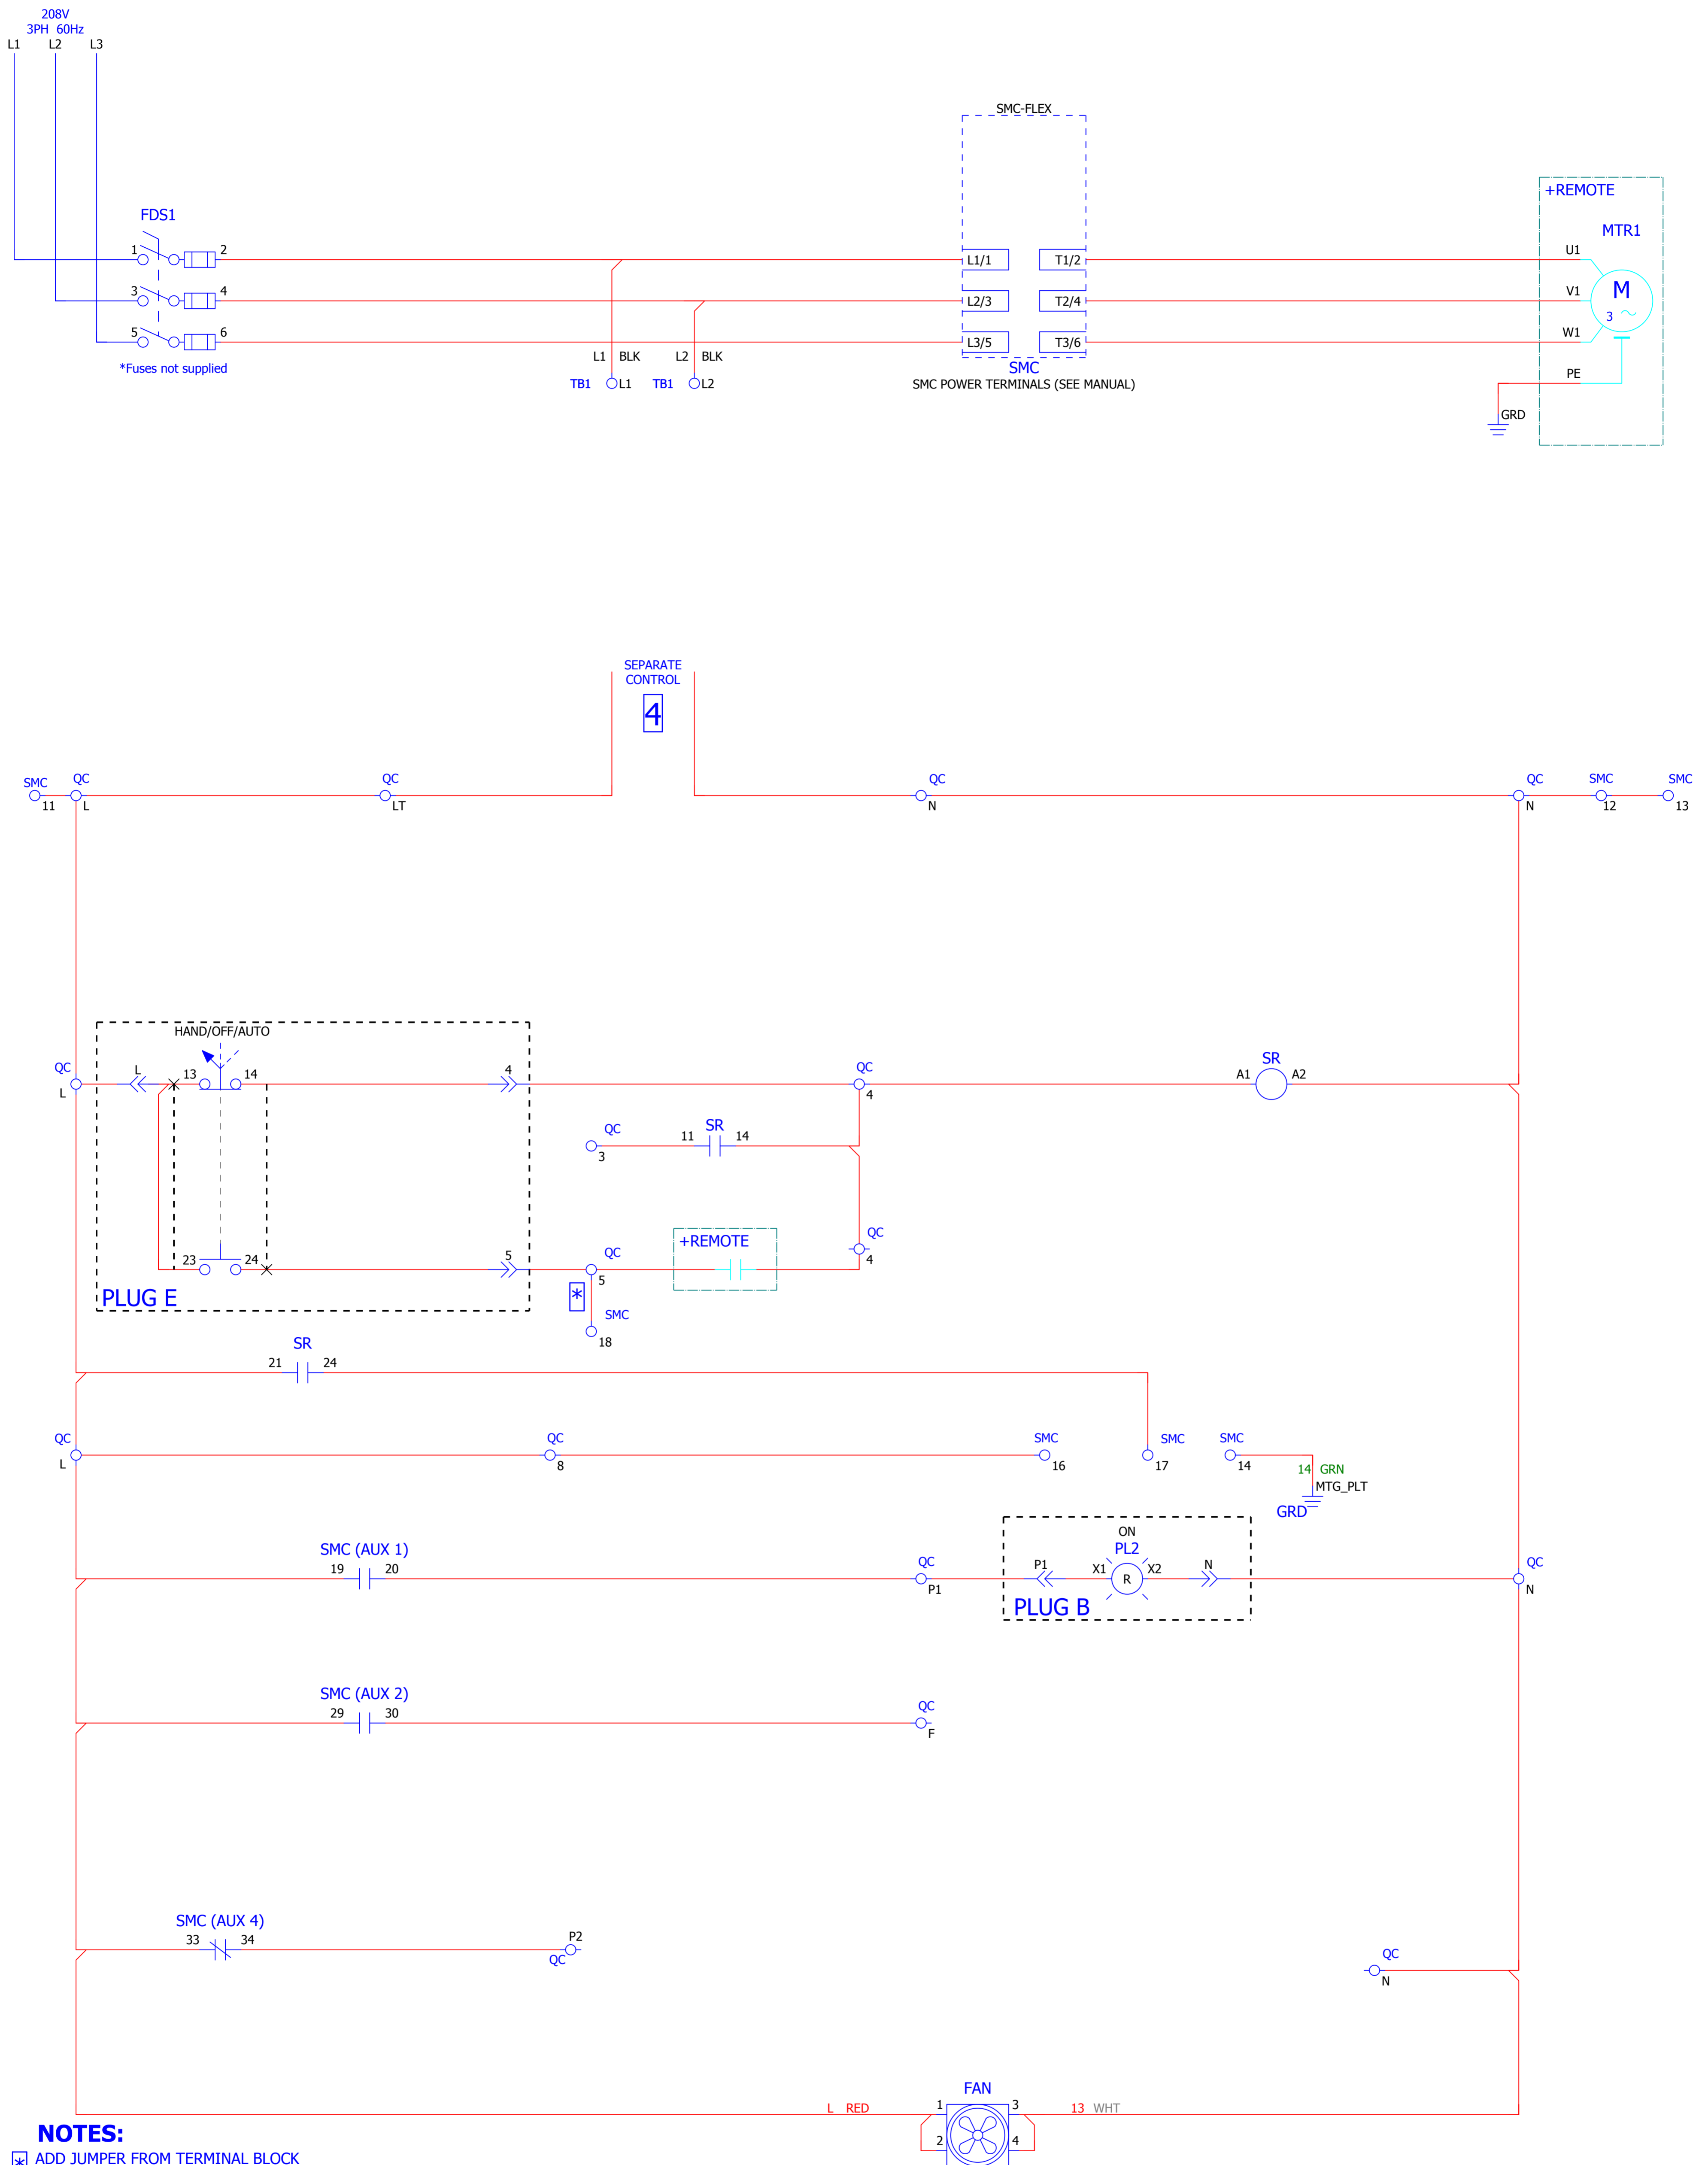 208V
3PH 60Hz
L1 L2 L3
SMC-FLEX
+REMOTE
MTR1
FDS1
1 2
3 4
5 6
*Fuses not supplied
L1/1 T1/2
L2/3 T2/4
L3/5 T3/6
SMC
SMC POWER TERMINALS (SEE MANUAL)
U1
V1
W1
PE
M
3
GRD
L1 BLK L2 BLK
TB1 L1 TB1 L2
SEPARATE
CONTROL
4
SMC QC QC QC QC SMC SMC
11 L LT N N 12 13
HAND/OFF/AUTO
QC L 13 14 4 QC SR
L 4 A1 A2
QC SR
3 11 14
QC
4
23 24 5 QC +REMOTE
5
PLUG E
*
SMC
18
SR
21 24
QC QC SMC SMC SMC
L 8 16 17 14
14 GRN
MTG_PLT
GRD
SMC (AUX 1)
19 20
QC
P1
ON
PL2
P1 X1 R X2 N
PLUG B
QC
N
SMC (AUX 2)
29 30
QC
F
SMC (AUX 4)
33 34
P2
QC
QC
N
FAN
L RED 1 3 13 WHT
2 4
NOTES:
* ADD JUMPER FROM TERMINAL BLOCK